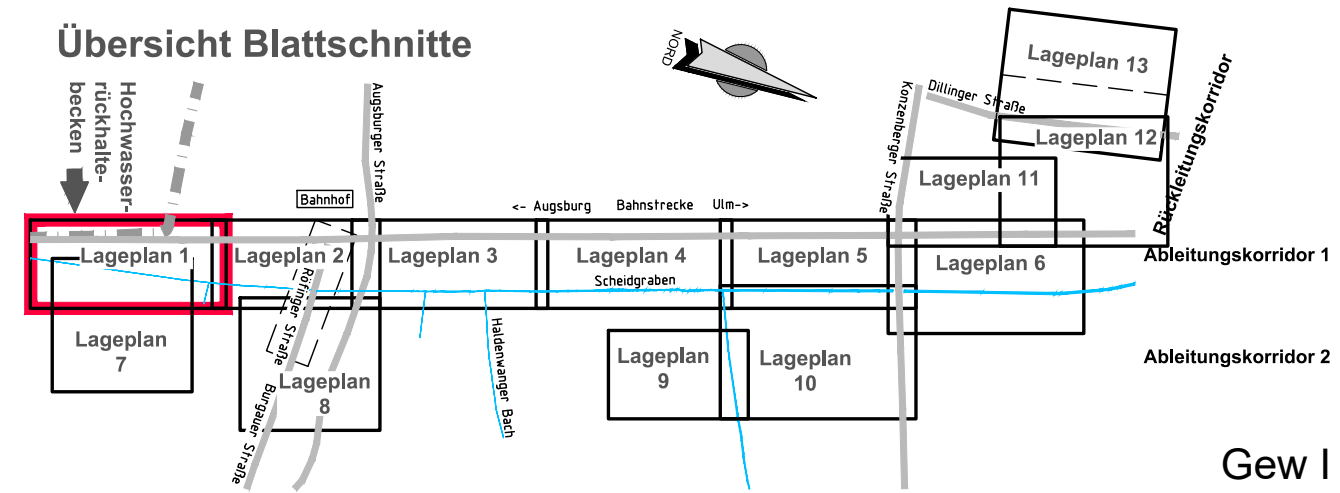 Übersicht Blattschnitte
Hochwasser-
rückhalte-
becken
NORD
Augsburger Straße
Bahnhof
<- Augsburg Bahnstrecke Ulm->
Konzenberger Straße
Dillinger Straße
Lageplan 13
Lageplan 12
Lageplan 11
Rückleitungskorridor
Lageplan 1
Lageplan 2
Lageplan 3
Lageplan 4
Lageplan 5
Lageplan 6
Ableitungskorridor 1
Scheidgraben
Röfinger Straße
Haldenwanger Bach
Lageplan
7
Lageplan
8
Burgauer Straße
Lageplan
9
Lageplan
10
Ableitungskorridor 2
Gew I